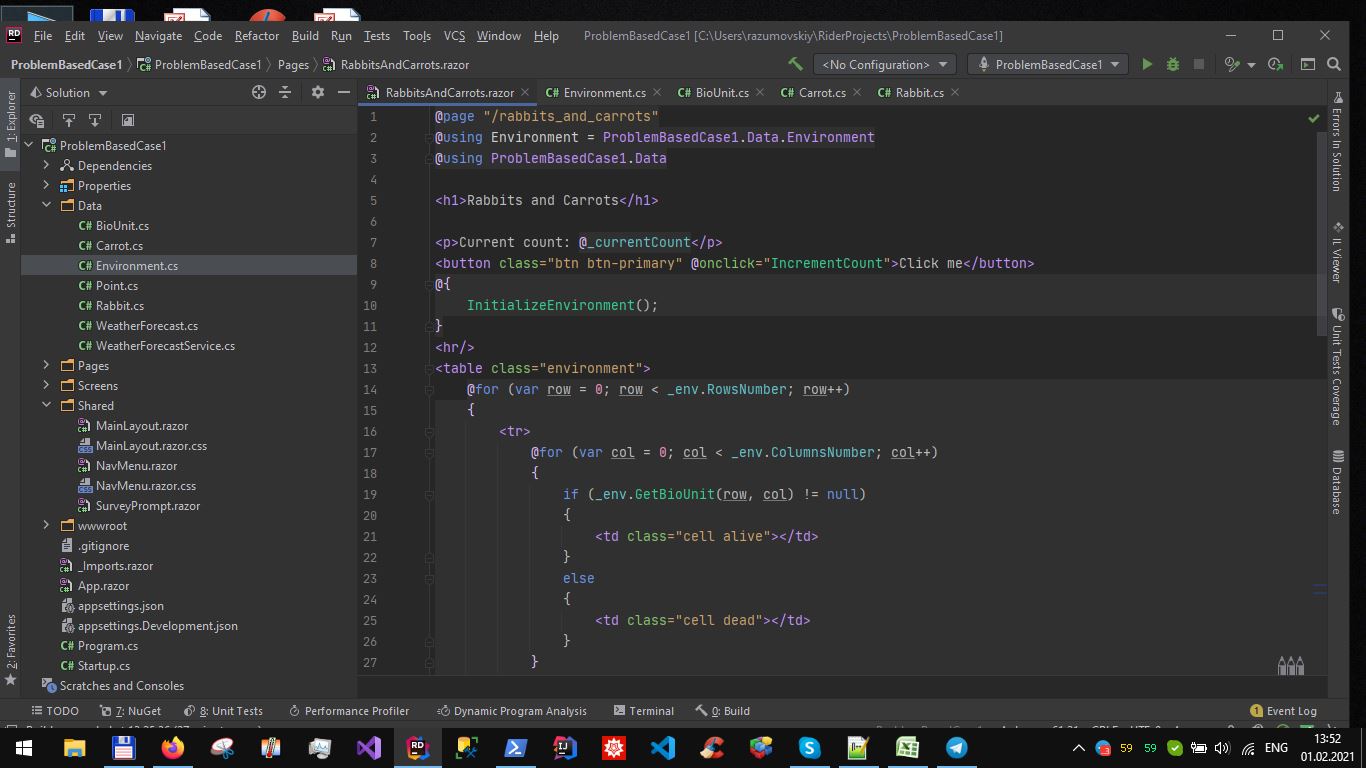 File Edit View Navigate Code Refactor Build Run Tests Tools VCS Window Help ProblemBasedCase1 [C:\Users\razumovskiy\RiderProjects\ProblemBasedCase1]
ProblemBasedCase1 ProblemBasedCase1 Pages RabbitsAndCarrots.razor <No Configuration> ProblemBasedCase1
Solution
RabbitsAndCarrots.razor Environment.cs BioUnit.cs Carrot.cs Rabbit.cs
1: Explorer
Structure
2: Favorites
ProblemBasedCase1
Dependencies
Properties
Data
BioUnit.cs
Carrot.cs
Environment.cs
Point.cs
Rabbit.cs
WeatherForecast.cs
WeatherForecastService.cs
Pages
Screens
Shared
MainLayout.razor
MainLayout.razor.css
NavMenu.razor
NavMenu.razor.css
SurveyPrompt.razor
wwwroot
.gitignore
_Imports.razor
App.razor
appsettings.json
appsettings.Development.json
Program.cs
Startup.cs
Scratches and Consoles
1 @page "/rabbits_and_carrots"
2 @using Environment = ProblemBasedCase1.Data.Environment
3 @using ProblemBasedCase1.Data
4
5 <h1>Rabbits and Carrots</h1>
6
7 <p>Current count: @_currentCount</p>
8 <button class="btn btn-primary" @onclick="IncrementCount">Click me</button>
9 @{
10 InitializeEnvironment();
11 }
12 <hr/>
13 <table class="environment">
14 @for (var row = 0; row < _env.RowsNumber; row++)
15 {
16 <tr>
17 @for (var col = 0; col < _env.ColumnsNumber; col++)
18 {
19 if (_env.GetBioUnit(row, col) != null)
20 {
21 <td class="cell alive"></td>
22 }
23 else
24 {
25 <td class="cell dead"></td>
26 }
27 }
Errors In Solution
IL Viewer
Unit Tests Coverage
Database
TODO 7: NuGet 8: Unit Tests Performance Profiler Dynamic Program Analysis Terminal 0: Build 1 Event Log
59 59 ENG 13:52
01.02.2021